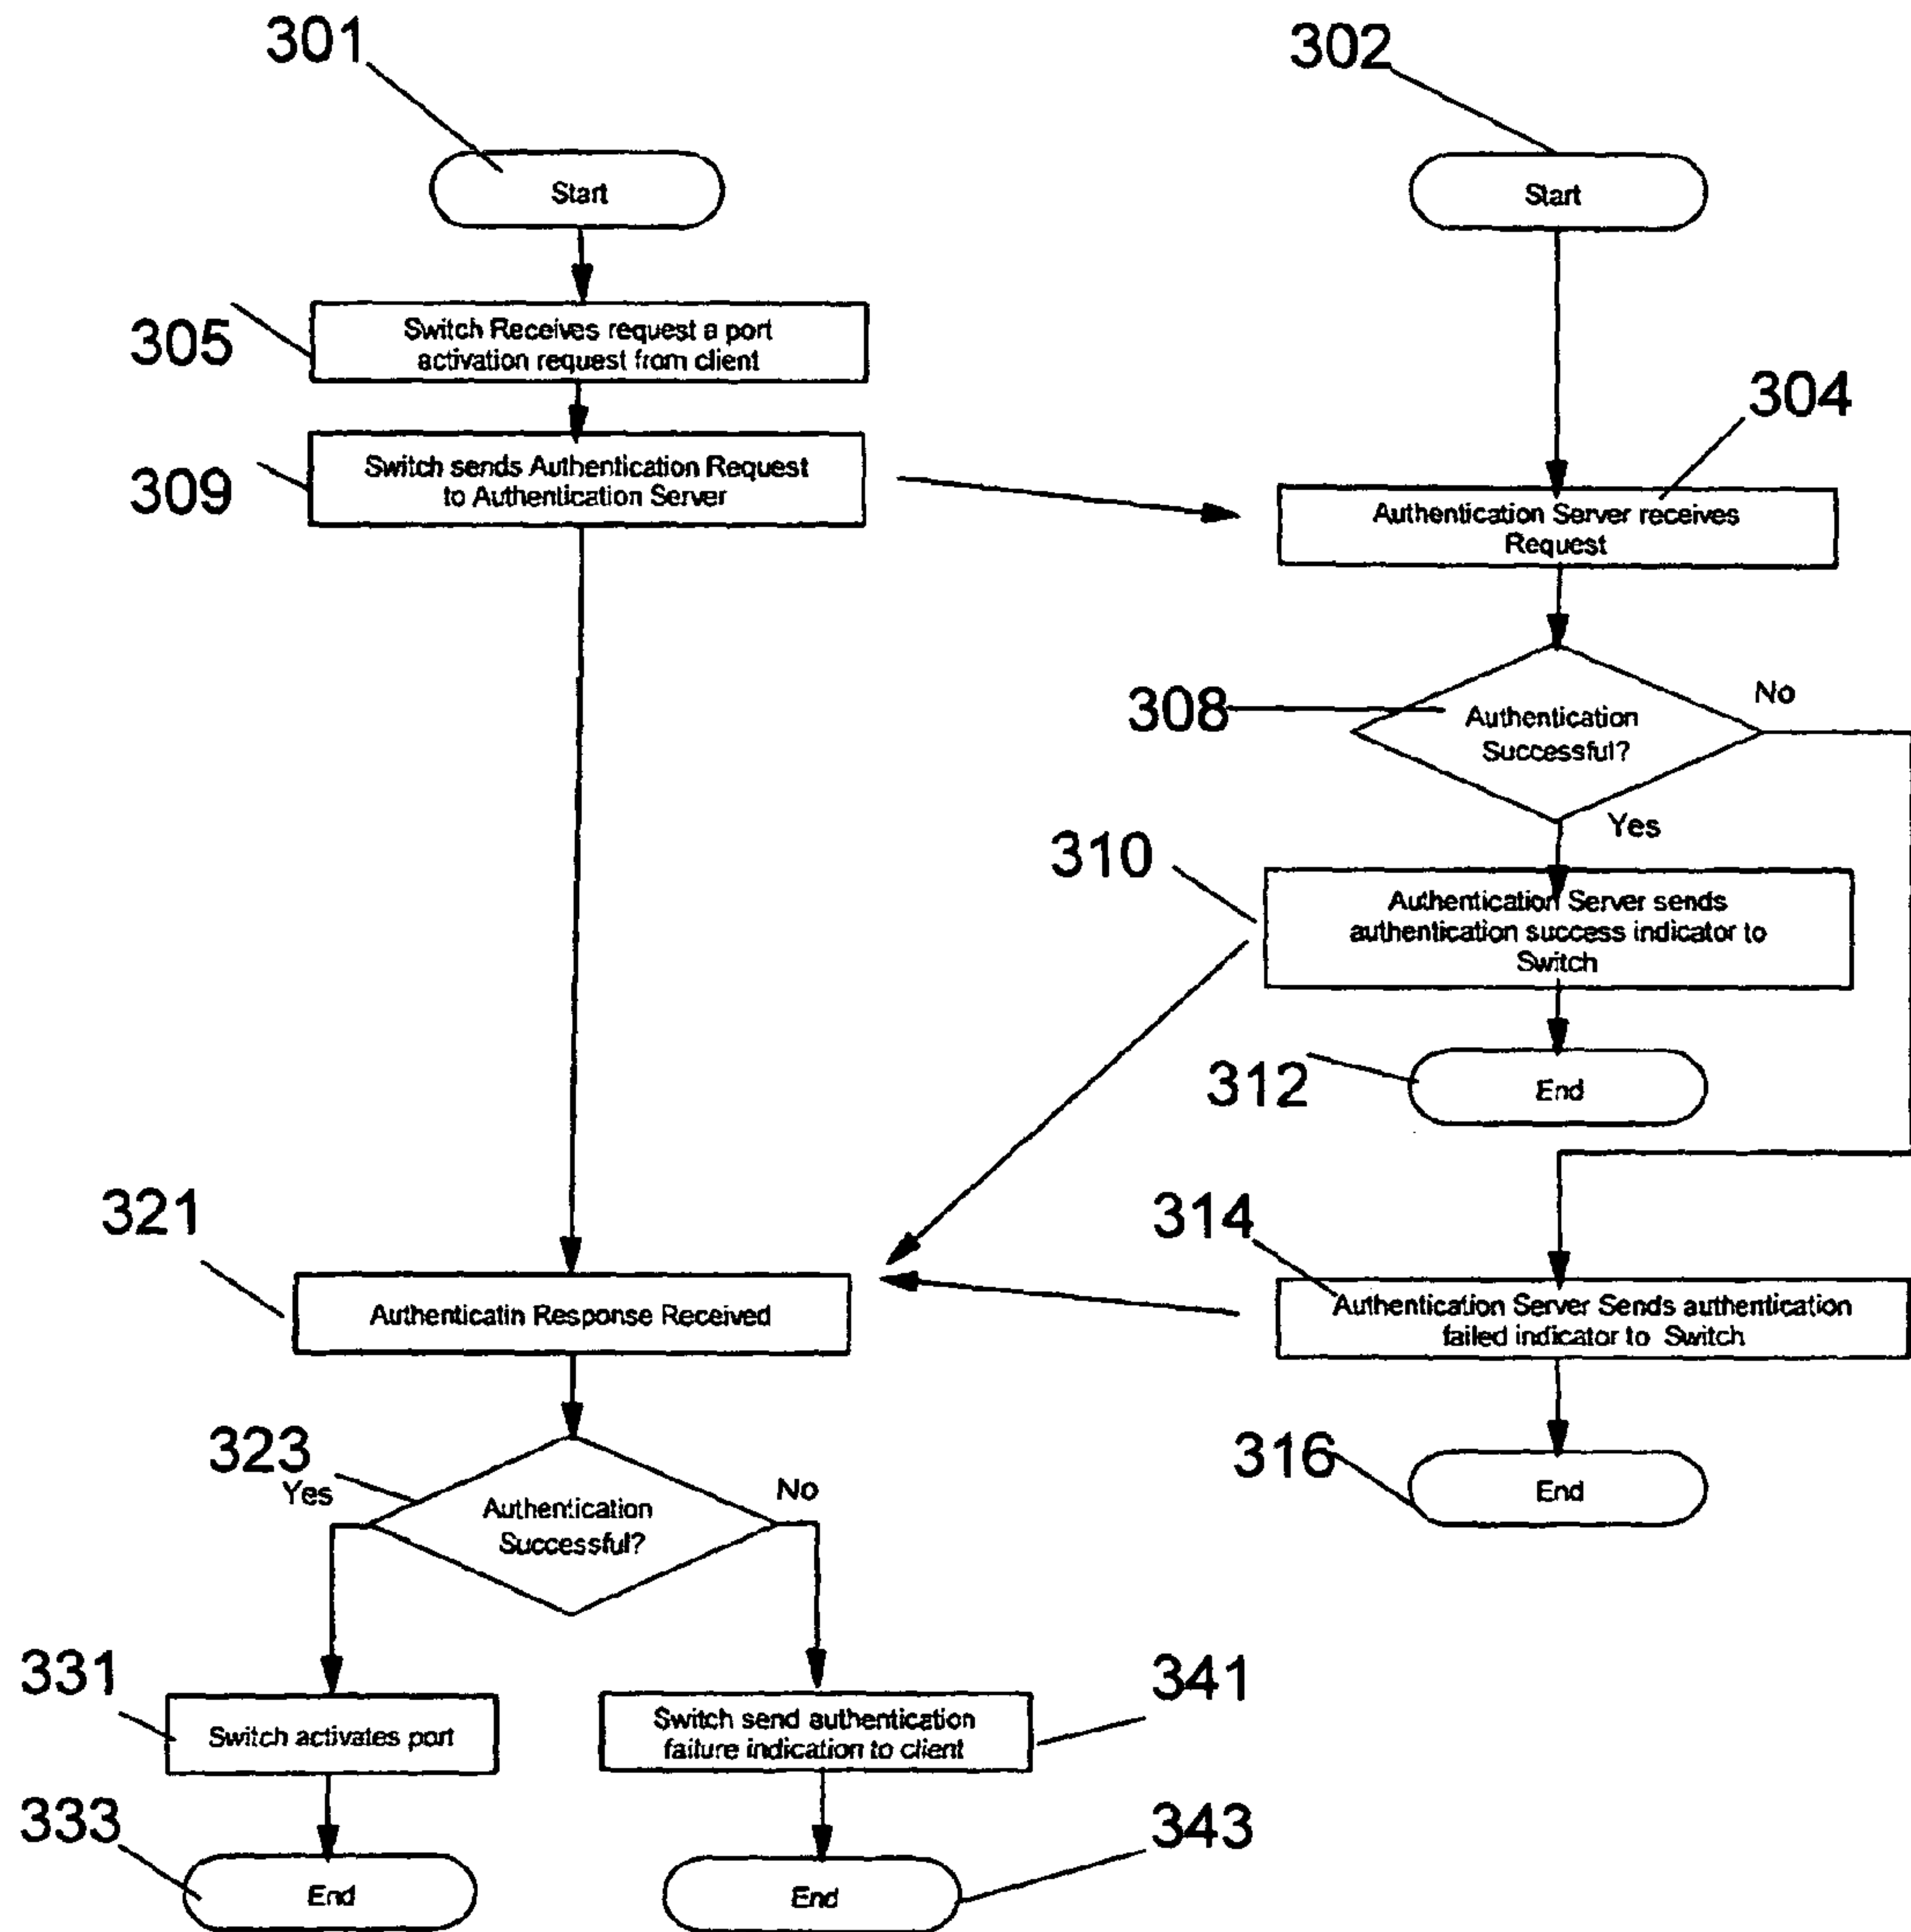 301
302
Start
Start
305
Switch Receives request a port
activation request from client
304
309
Switch sends Authentication Request
to Authentication Server
Authentication Server receives
Request
308
Authentication
Successful?
No
Yes
310
Authentication Server sends
authentication success indicator to
Switch
312
End
321
314
Authenticatin Response Received
Authentication Server Sends authentication
failed indicator to Switch
323
Yes
No
Authentication
Successful?
316
End
331
Switch activates port
341
Switch send authentication
failure indication to client
333
End
343
End